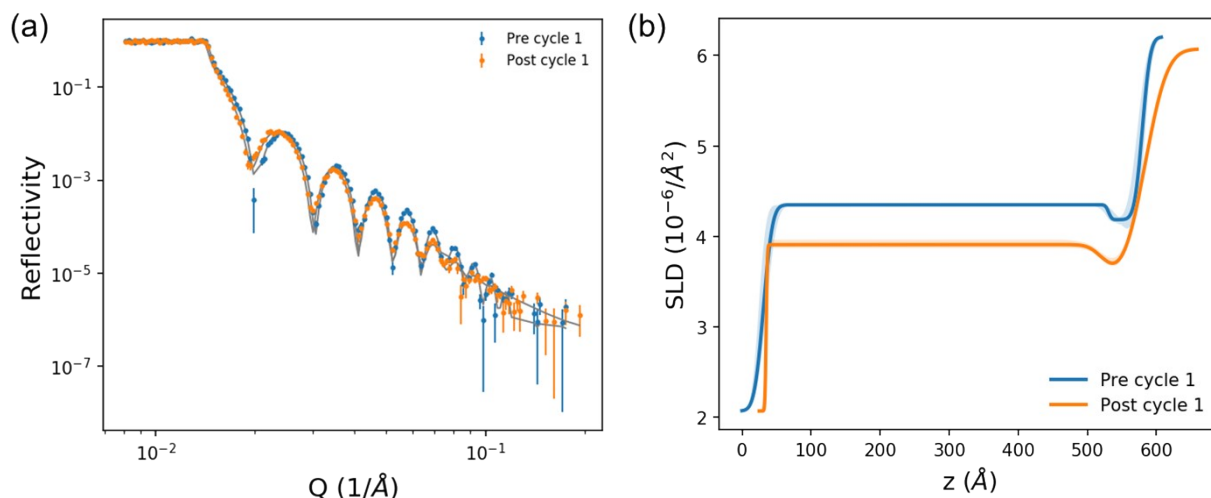 (a)
Pre cycle 1
Post cycle 1
10⁻¹
10⁻³
10⁻⁵
10⁻⁷
Reflectivity
10⁻²
10⁻¹
Q (1/Å)
(b)
6
5
4
3
2
SLD (10⁻⁶/Å²)
Pre cycle 1
Post cycle 1
0
100
200
300
400
500
600
z (Å)